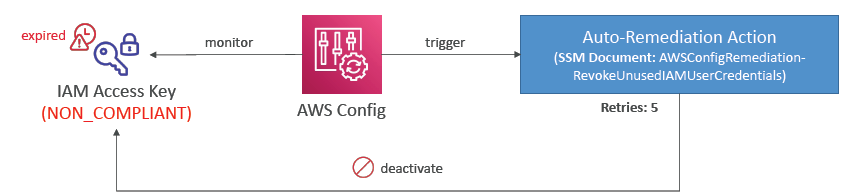 expired
IAM Access Key
(NON_COMPLIANT)
monitor
AWS Config
trigger
Auto-Remediation Action
(SSM Document: AWSConfigRemediation-
RevokeUnusedIAMUserCredentials)
Retries: 5
deactivate